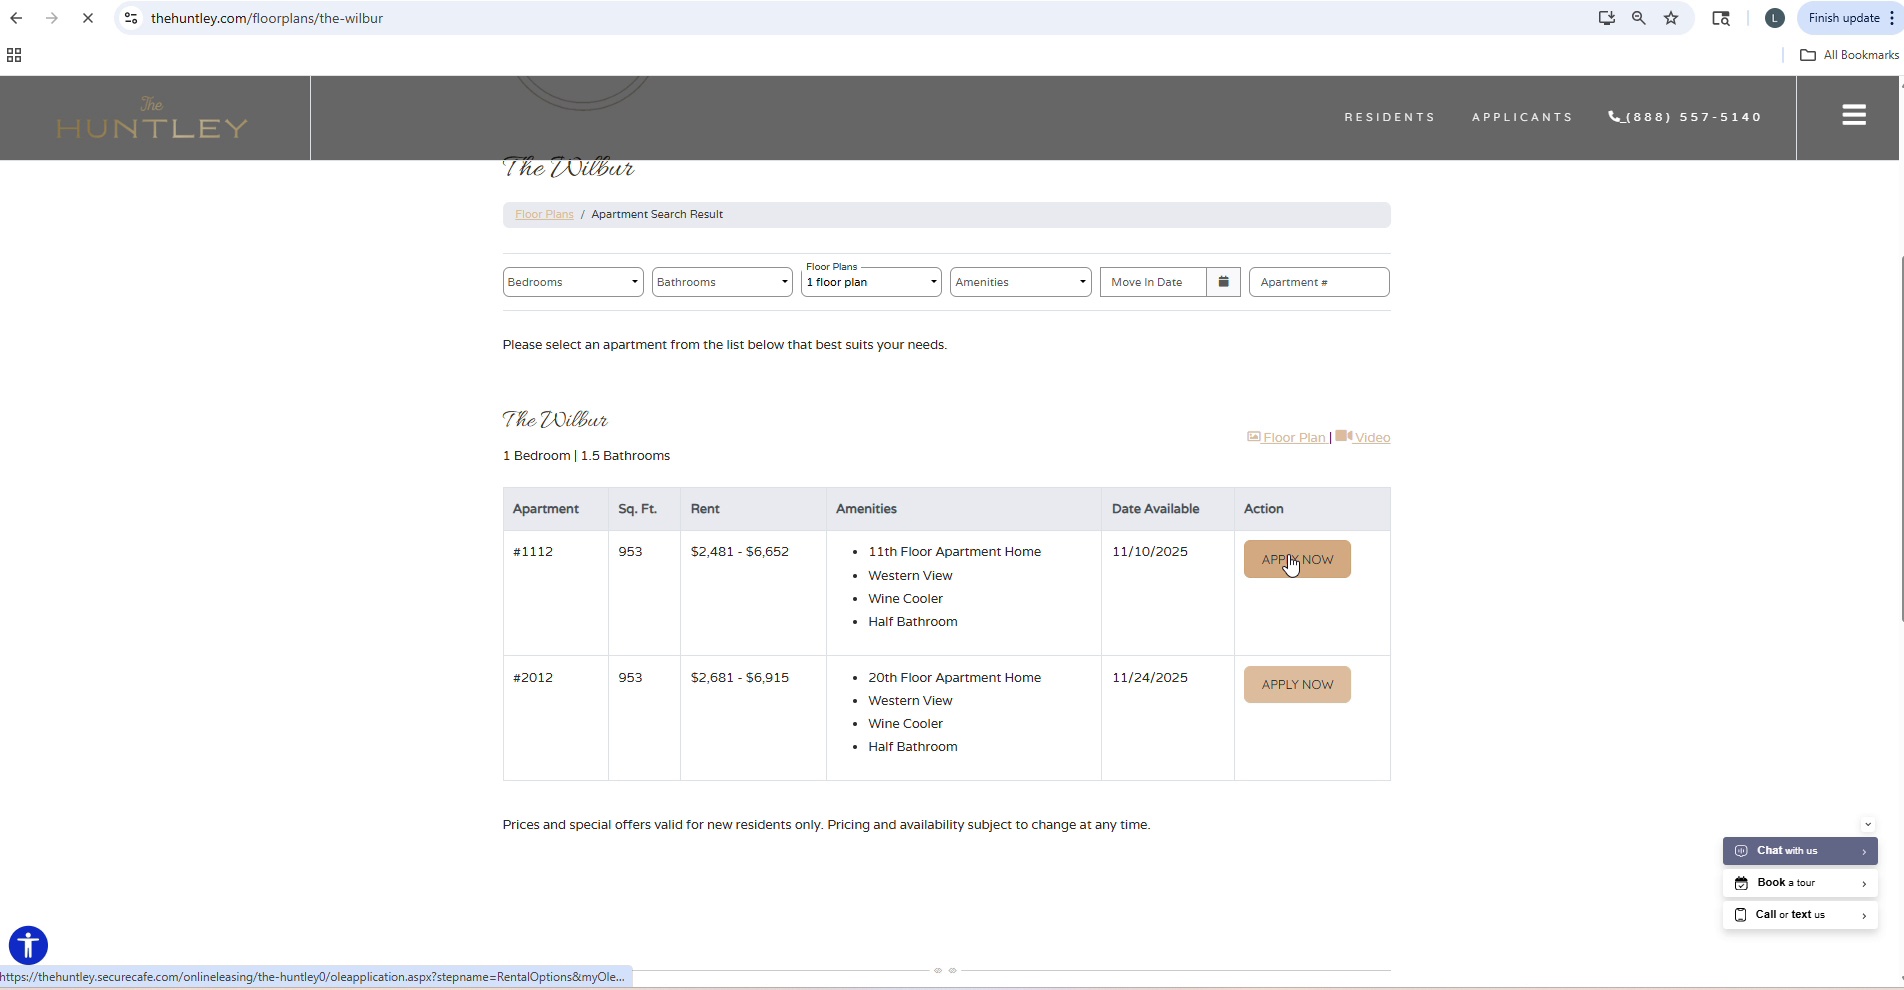 thehuntley.com/floorplans/the-wilbur
L
Finish update
All Bookmarks
The
HUNTLEY
RESIDENTS
APPLICANTS
(888) 557-5140
The Wilbur
Floor Plans / Apartment Search Result
Floor Plans
Bedrooms
Bathrooms
1 floor plan
Amenities
Move In Date
Apartment #
Please select an apartment from the list below that best suits your needs.
The Wilbur
Floor Plan | Video
1 Bedroom | 1.5 Bathrooms
Apartment Sq. Ft. Rent Amenities Date Available Action
#1112 953 $2,481 - $6,652 • 11th Floor Apartment Home 11/10/2025 APPLY NOW
• Western View
• Wine Cooler
• Half Bathroom
#2012 953 $2,681 - $6,915 • 20th Floor Apartment Home 11/24/2025 APPLY NOW
• Western View
• Wine Cooler
• Half Bathroom
Prices and special offers valid for new residents only. Pricing and availability subject to change at any time.
Chat with us
Book a tour
Call or text us
https://thehuntley.securecafe.com/onlineleasing/the-huntley0/oleapplication.aspx?stepname=RentalOptions&myOle...